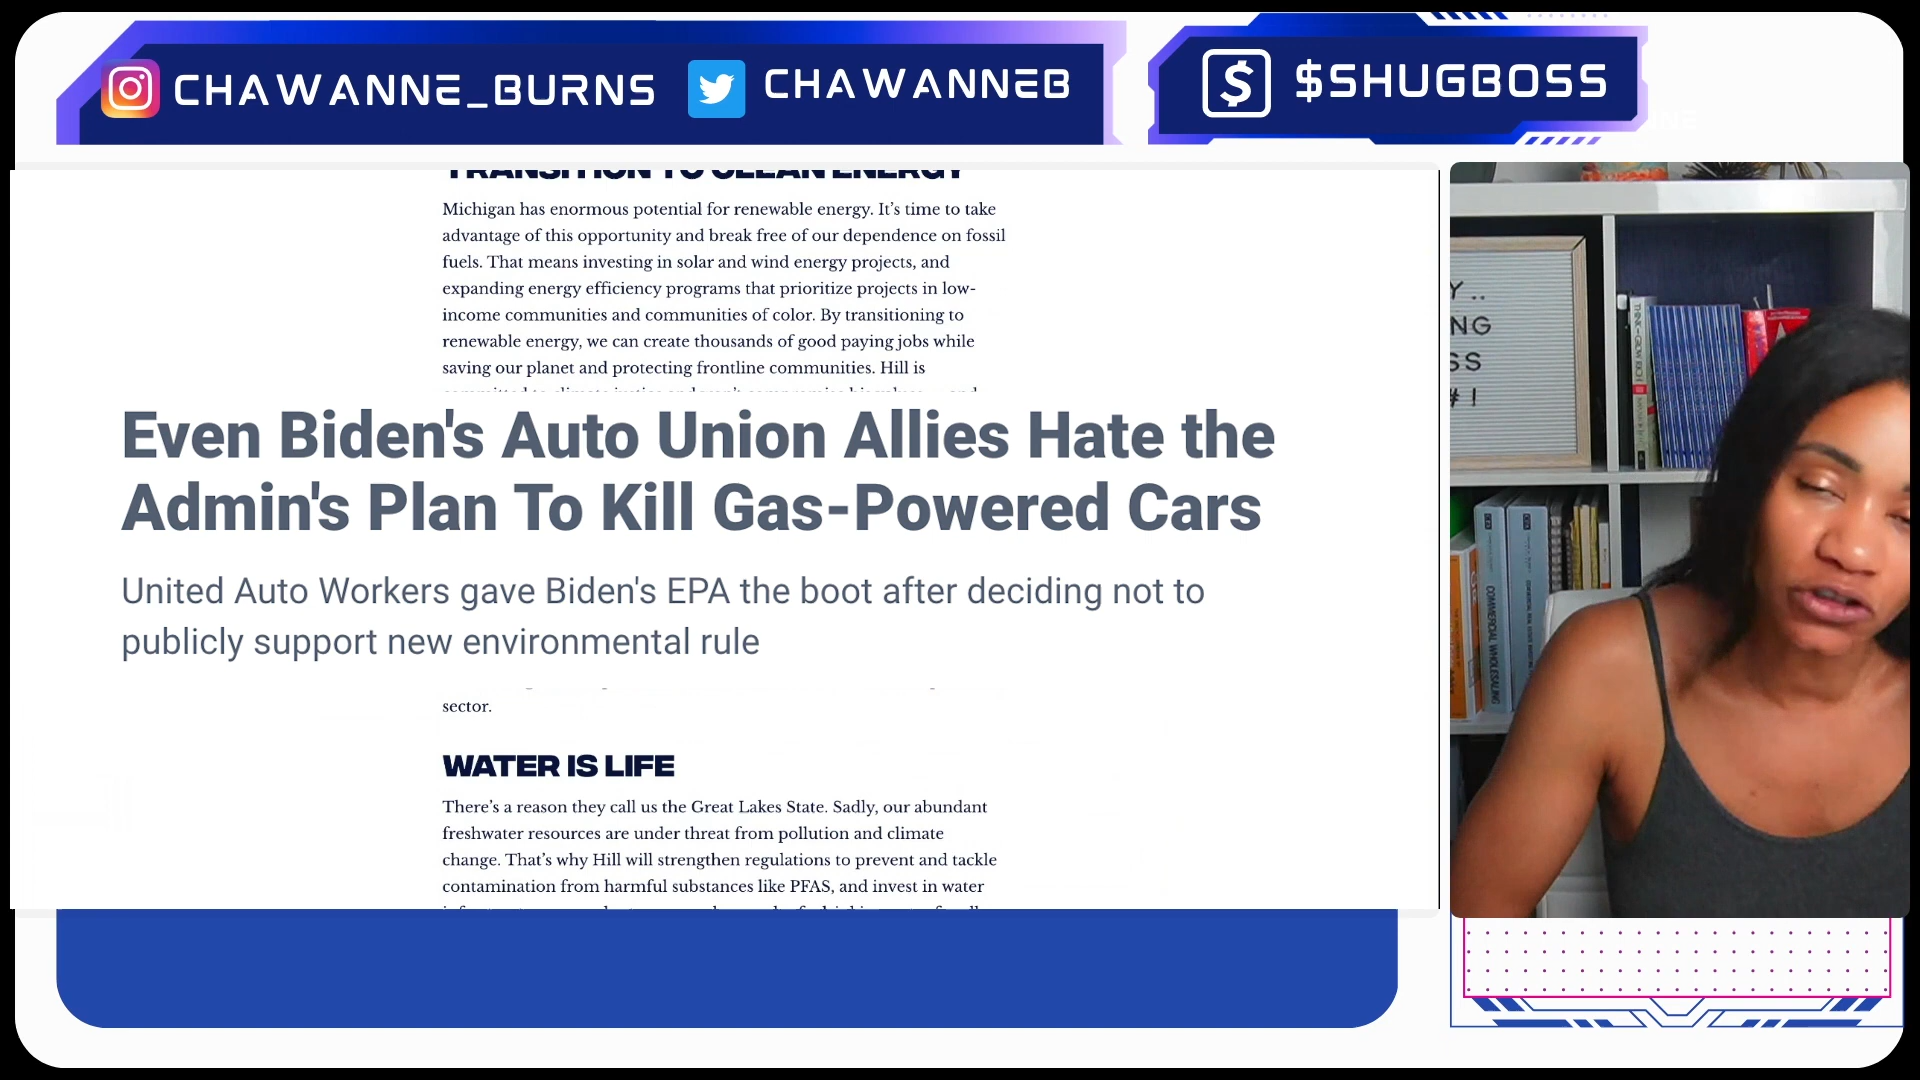 CHAWANNE_BURNS
CHAWANNEB
$SHUGBOSS
TRANSITION TO CLEAN ENERGY
Michigan has enormous potential for renewable energy. It's time to take
advantage of this opportunity and break free of our dependence on fossil
fuels. That means investing in solar and wind energy projects, and
expanding energy efficiency programs that prioritize projects in low-
income communities and communities of color. By transitioning to
renewable energy, we can create thousands of good paying jobs while
saving our planet and protecting frontline communities. Hill is
Even Biden's Auto Union Allies Hate the
Admin's Plan To Kill Gas-Powered Cars
United Auto Workers gave Biden's EPA the boot after deciding not to
publicly support new environmental rule
sector.
WATER IS LIFE
There's a reason they call us the Great Lakes State. Sadly, our abundant
freshwater resources are under threat from pollution and climate
change. That's why Hill will strengthen regulations to prevent and tackle
contamination from harmful substances like PFAS, and invest in water
Y..
NG
SS
# !
COMMERCIAL WHOLESALING